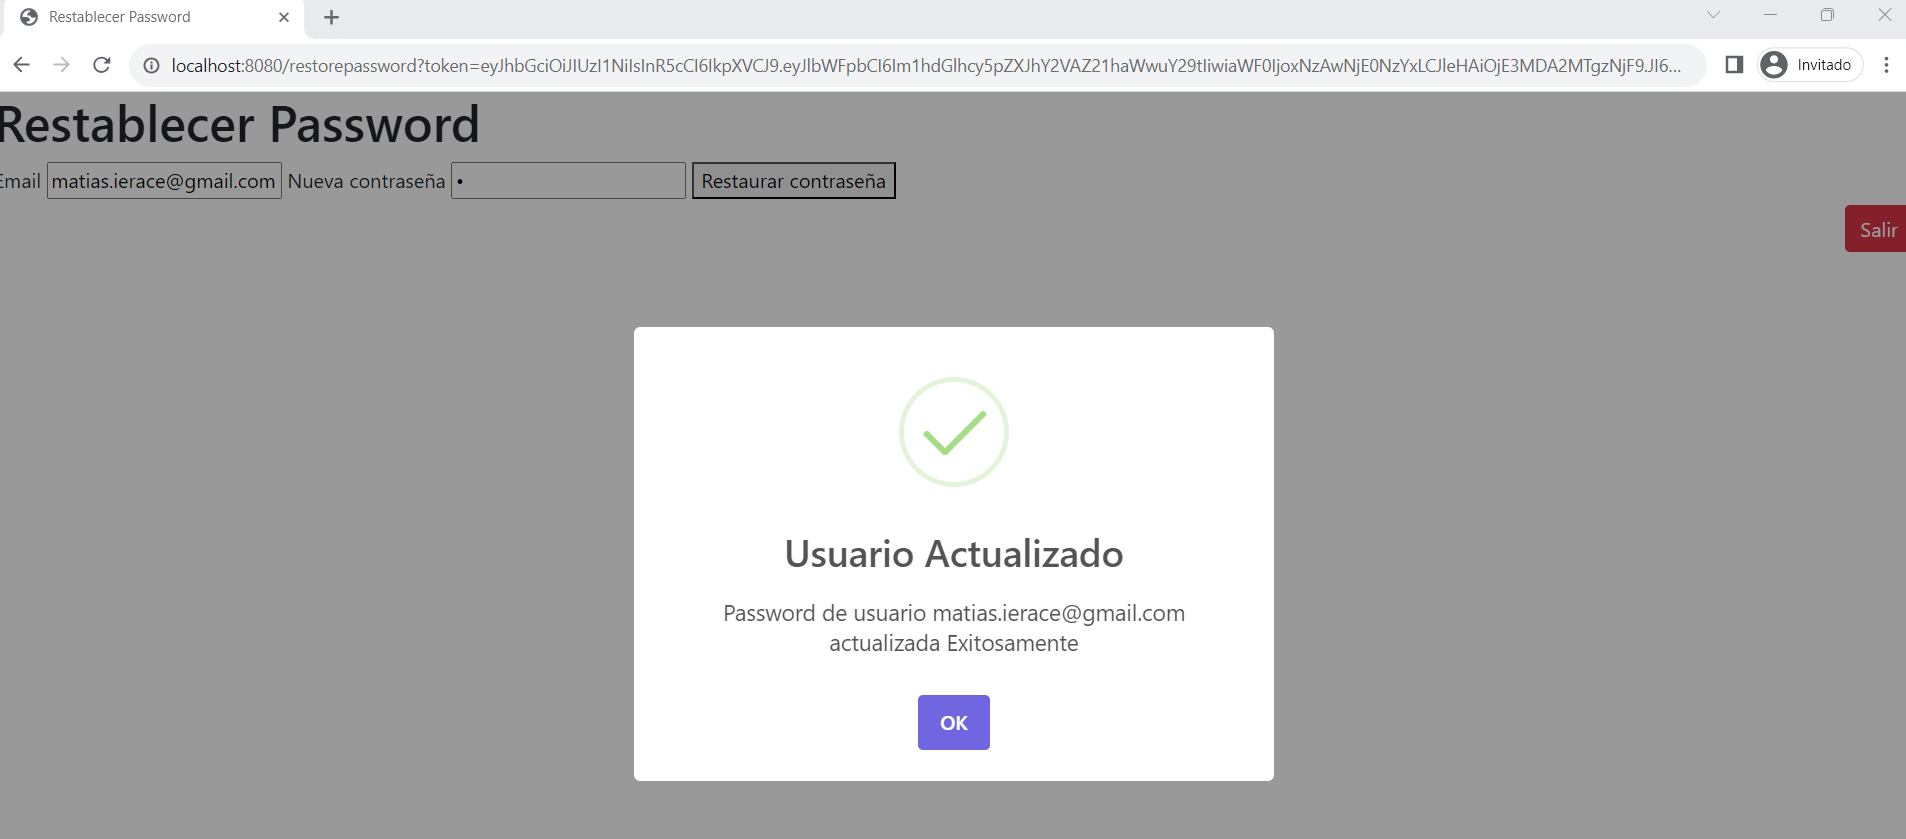 Restablecer Password
localhost:8080/restorepassword?token=eyJhbGciOiJIUzI1NiIsInR5cCI6IkpXVCJ9.eyJlbWFpbCI6Im1hdGlhcy5pZXJhY2VAZ21haWwuY29tIiwiaWF0IjoxNzAwNjE0NzYxLCJleHAiOjE3MDA2MTgzNjF9.JI6...
Invitado
Restablecer Password
Email matias.ierace@gmail.com Nueva contraseña • Restaurar contraseña
Salir
Usuario Actualizado
Password de usuario matias.ierace@gmail.com
actualizada Exitosamente
OK